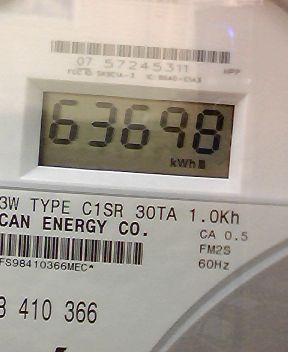 07 57245311 HPP
63698
kWh
3W TYPE C1SR 30TA 1.0Kh
CAN ENERGY CO.
CA 0.5
FM2S
FS98410366MEC*
60Hz
410 366